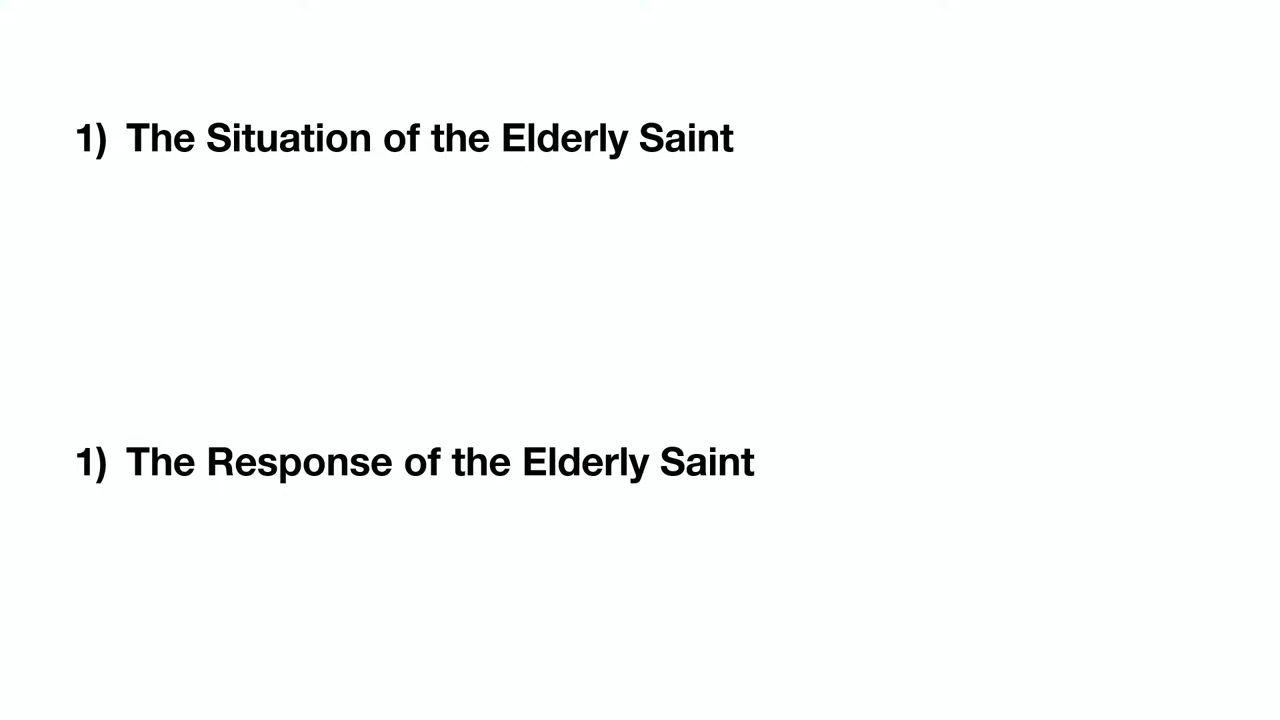 1) The Situation of the Elderly Saint
1) The Response of the Elderly Saint